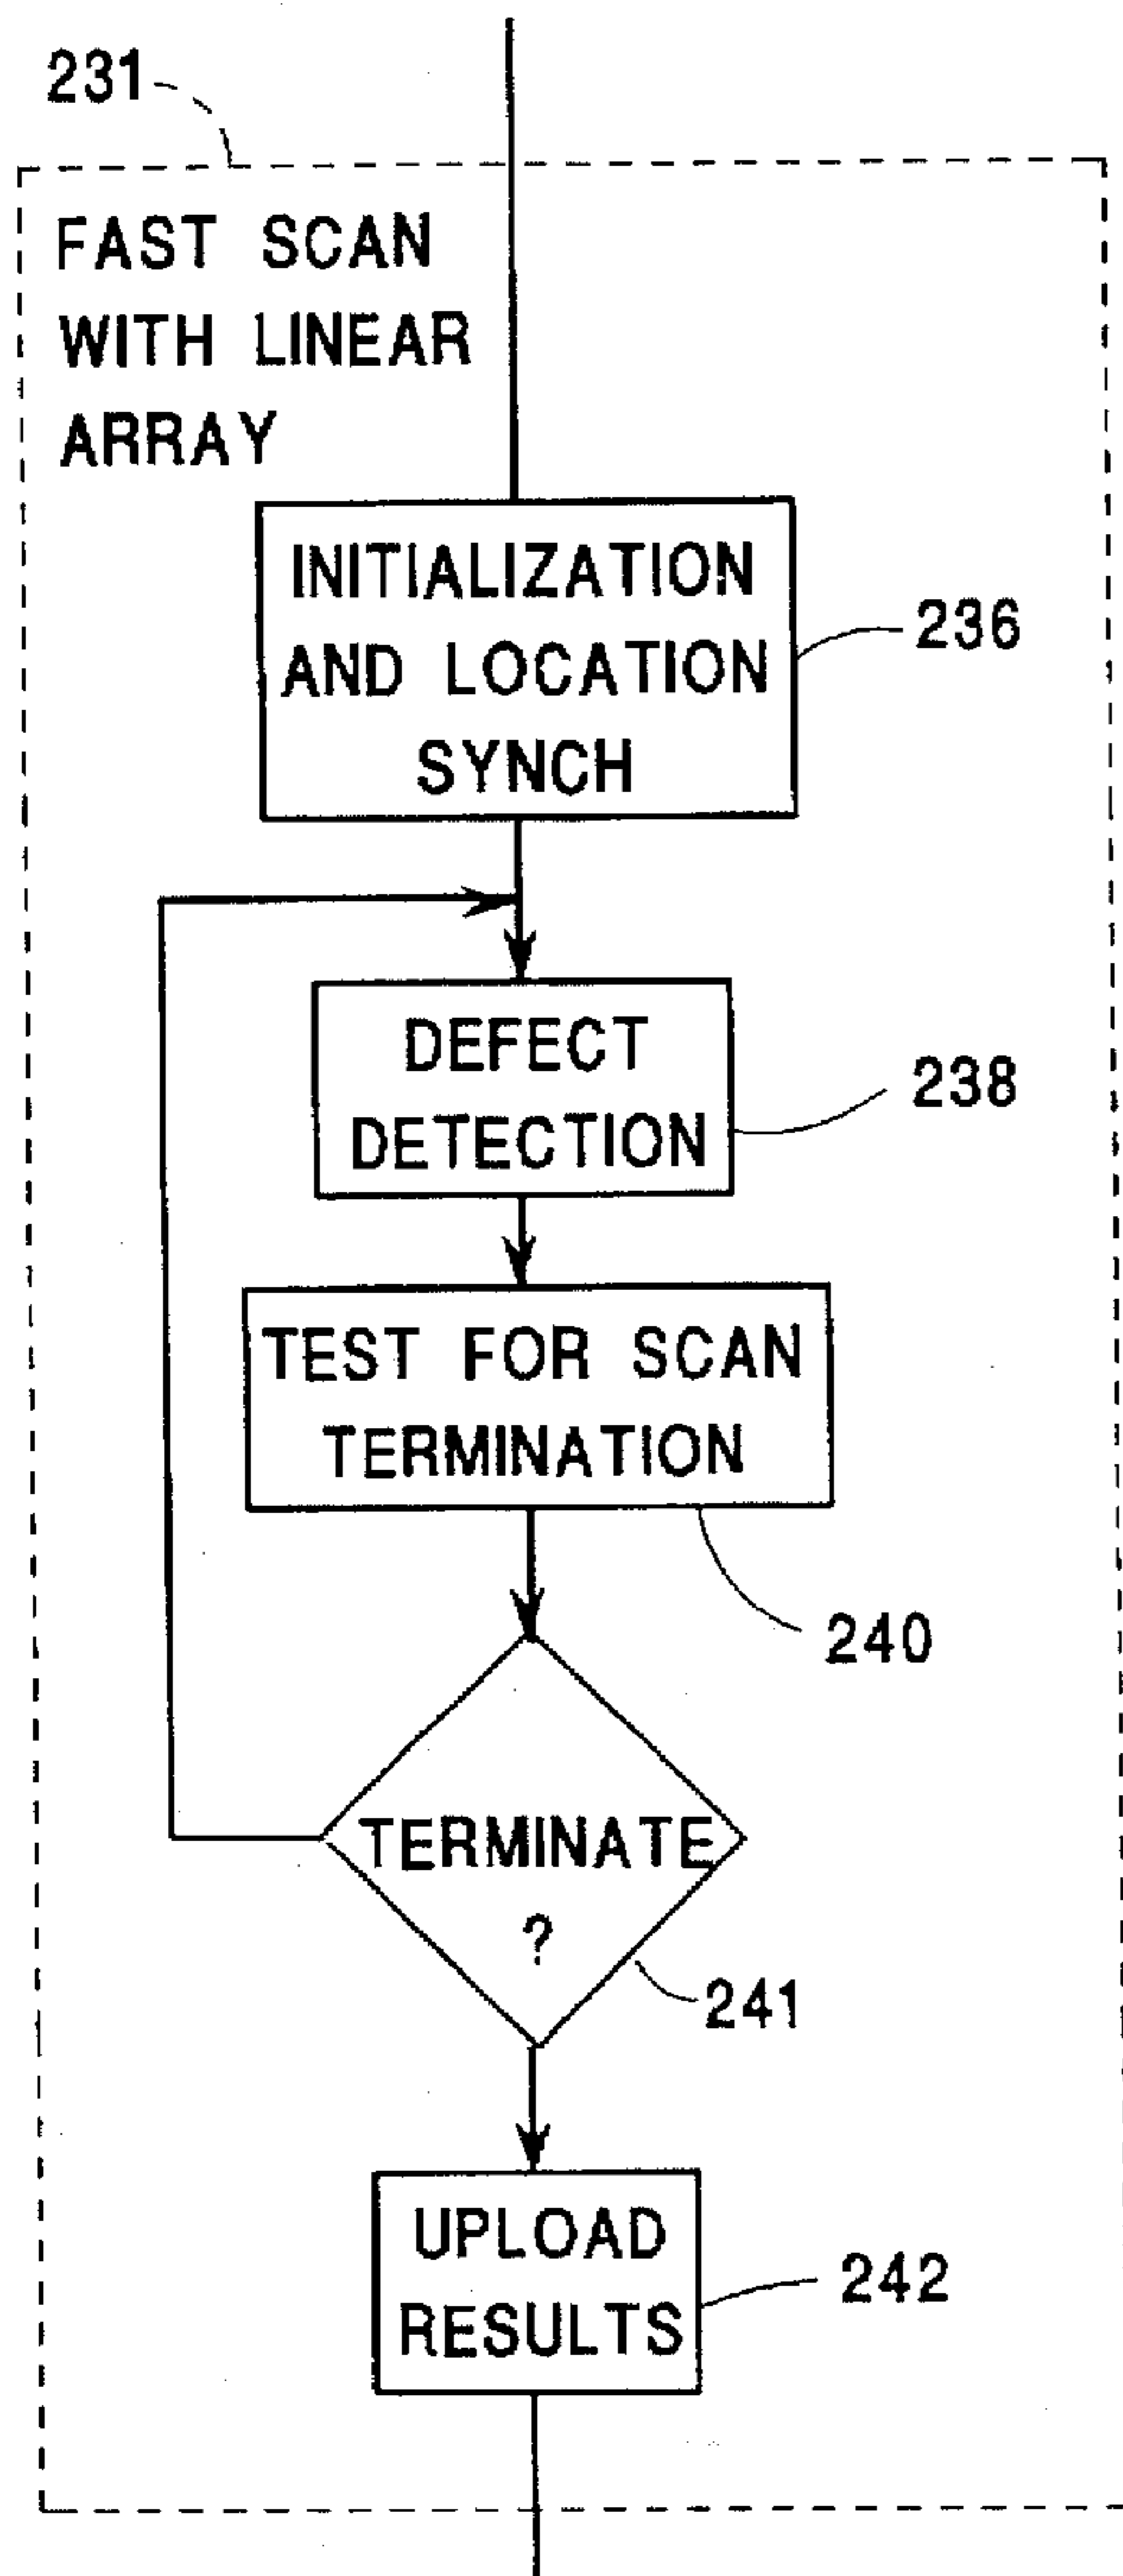 231
FAST SCAN
WITH LINEAR
ARRAY
INITIALIZATION
AND LOCATION
SYNCH
236
DEFECT
DETECTION
238
TEST FOR SCAN
TERMINATION
240
TERMINATE
?
241
UPLOAD
RESULTS
242